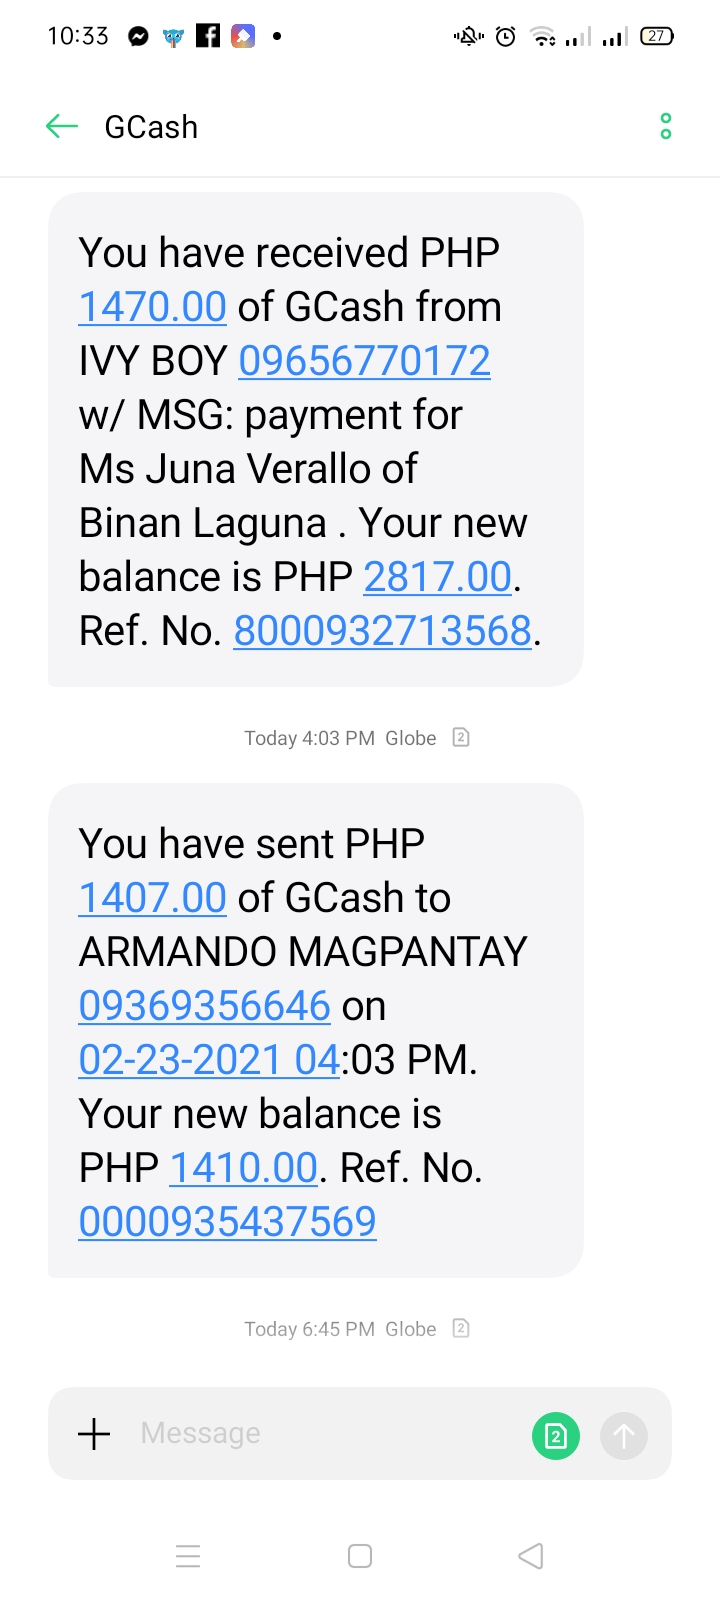 10:33
27
GCash
You have received PHP
1470.00 of GCash from
IVY BOY 09656770172
w/ MSG: payment for
Ms Juna Verallo of
Binan Laguna . Your new
balance is PHP 2817.00.
Ref. No. 8000932713568.
Today 4:03 PM Globe 2
You have sent PHP
1407.00 of GCash to
ARMANDO MAGPANTAY
09369356646 on
02-23-2021 04:03 PM.
Your new balance is
PHP 1410.00. Ref. No.
0000935437569
Today 6:45 PM Globe 2
Message
2